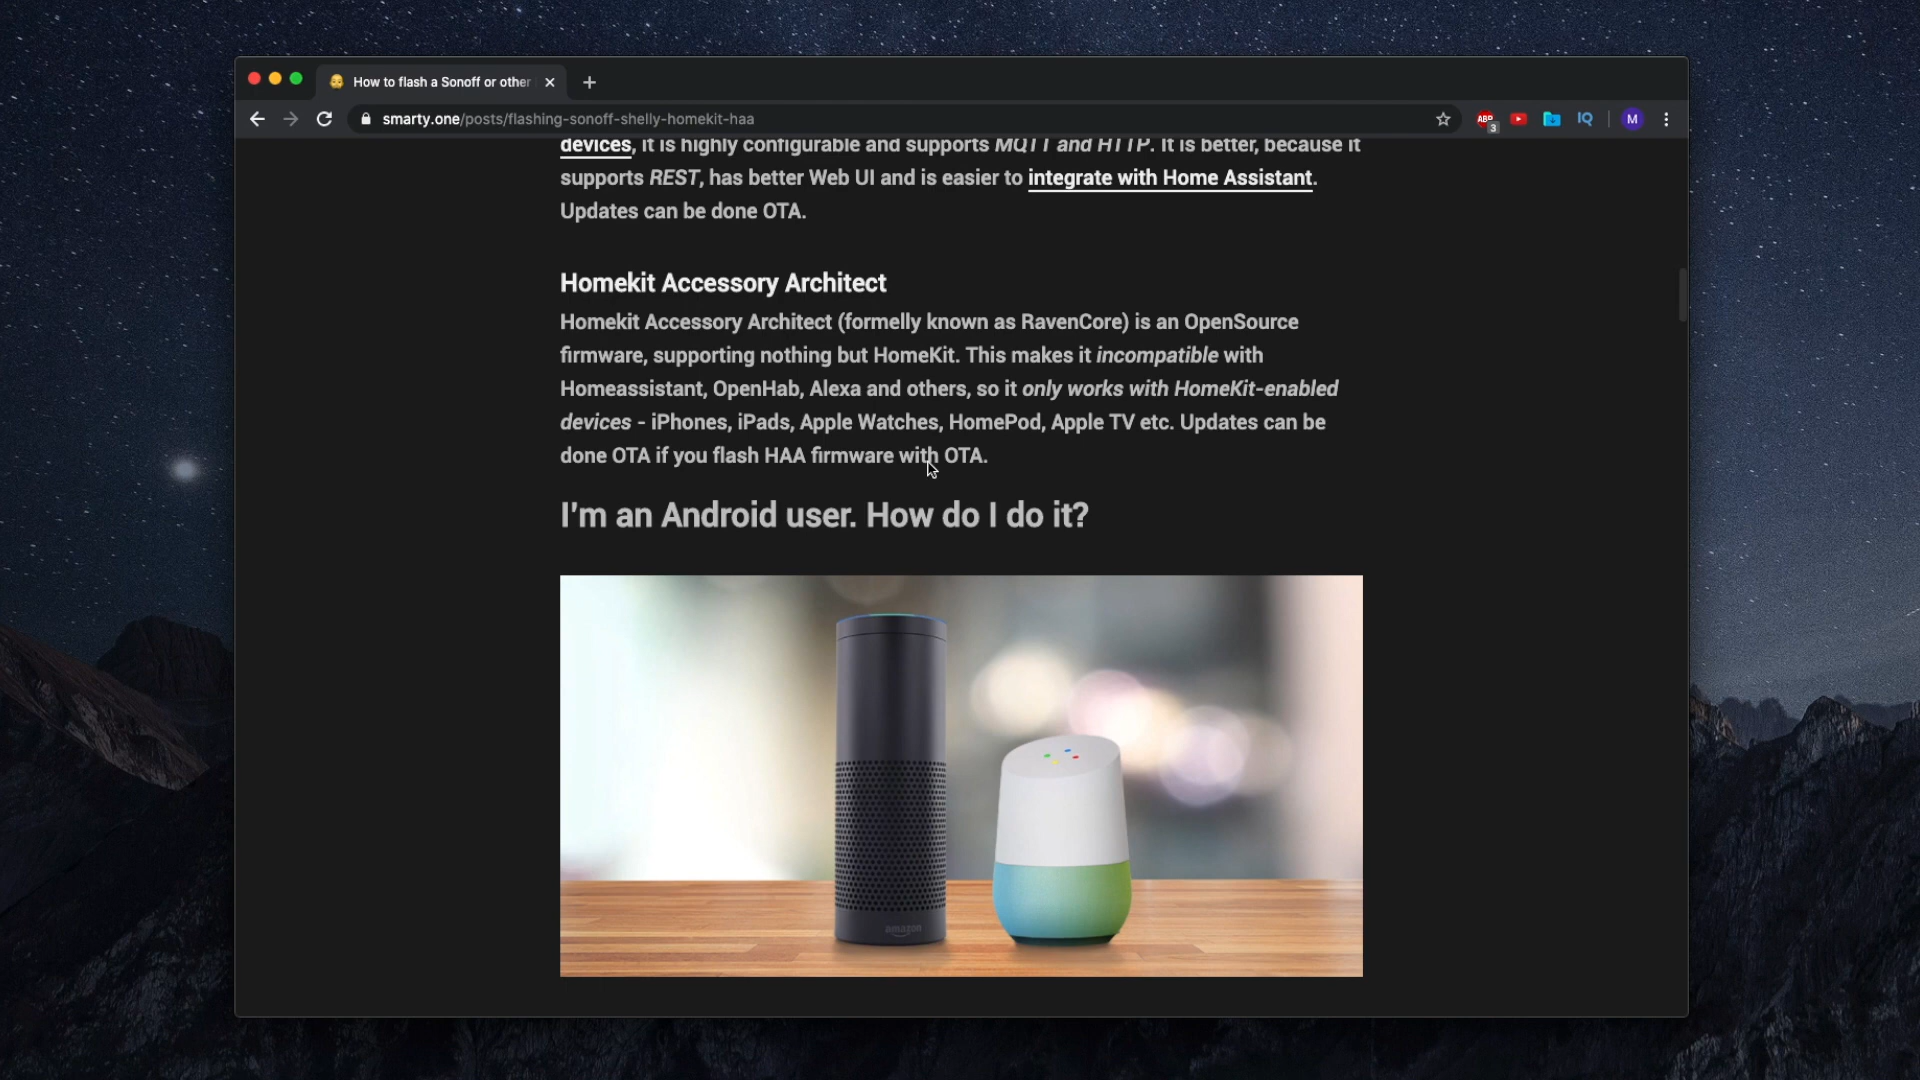 How to flash a Sonoff or other
smarty.one/posts/flashing-sonoff-shelly-homekit-haa
ABP
3
IQ
M
devices, it is highly configurable and supports MQTT and HTTP. It is better, because it
supports REST, has better Web UI and is easier to integrate with Home Assistant.
Updates can be done OTA.
Homekit Accessory Architect
Homekit Accessory Architect (formelly known as RavenCore) is an OpenSource
firmware, supporting nothing but HomeKit. This makes it incompatible with
Homeassistant, OpenHab, Alexa and others, so it only works with HomeKit-enabled
devices - iPhones, iPads, Apple Watches, HomePod, Apple TV etc. Updates can be
done OTA if you flash HAA firmware with OTA.
I'm an Android user. How do I do it?
amazon